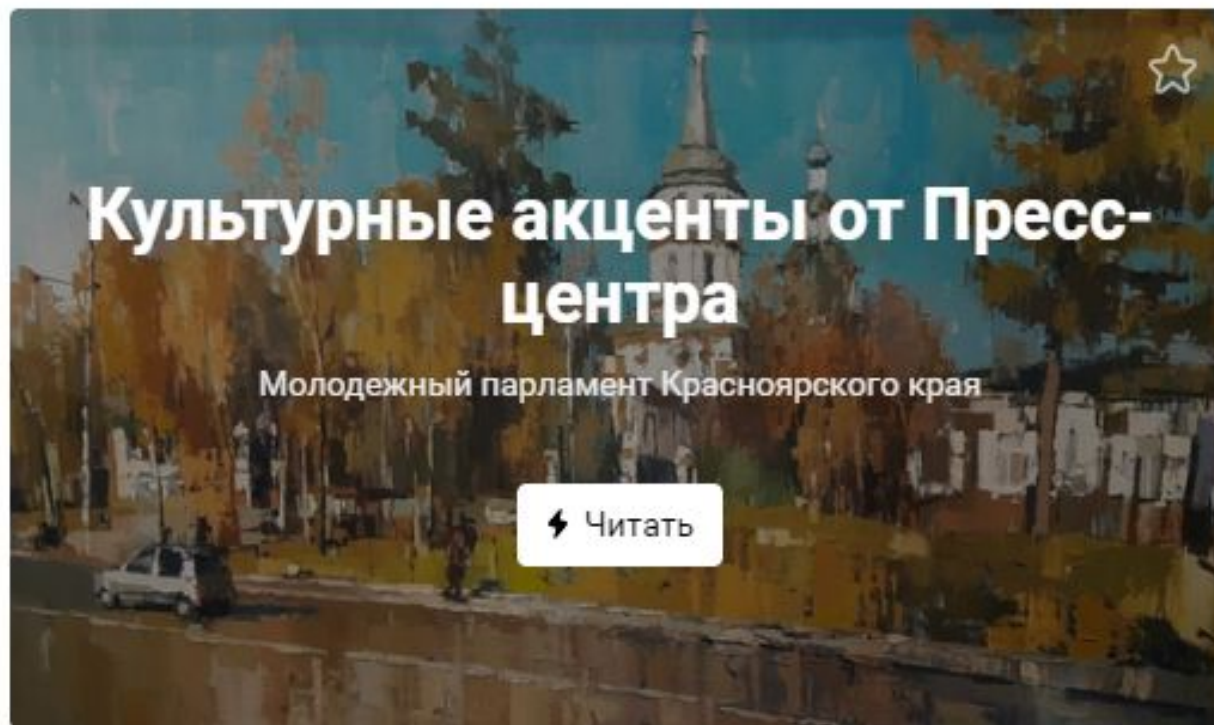 Культурные акценты от Пресс-
центра
Молодежный парламент Красноярского края
Читать